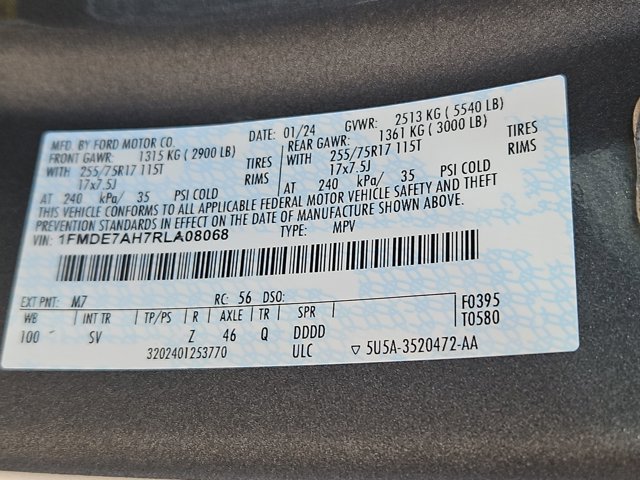 MFD. BY FORD MOTOR CO. DATE: 01/24 GVWR: 2513 KG ( 5540 LB)
FRONT GAWR: 1315 KG ( 2900 LB) REAR GAWR: 1361 KG ( 3000 LB)
WITH 255/75R17 115T TIRES WITH 255/75R17 115T TIRES
17x7.5J RIMS 17x7.5J RIMS
AT 240 kPa/ 35 PSI COLD AT 240 kPa/ 35 PSI COLD
THIS VEHICLE CONFORMS TO ALL APPLICABLE FEDERAL MOTOR VEHICLE SAFETY AND THEFT
PREVENTION STANDARDS IN EFFECT ON THE DATE OF MANUFACTURE SHOWN ABOVE.
VIN: 1FMDE7AH7RLA08068 TYPE: MPV
EXT PNT: M7 RC: 56 DSO: F0395
WB INT TR TP/PS R AXLE TR SPR T0580
100 SV Z 46 Q DDDD
3202401253770 ULC ▽ 5U5A-3520472-AA